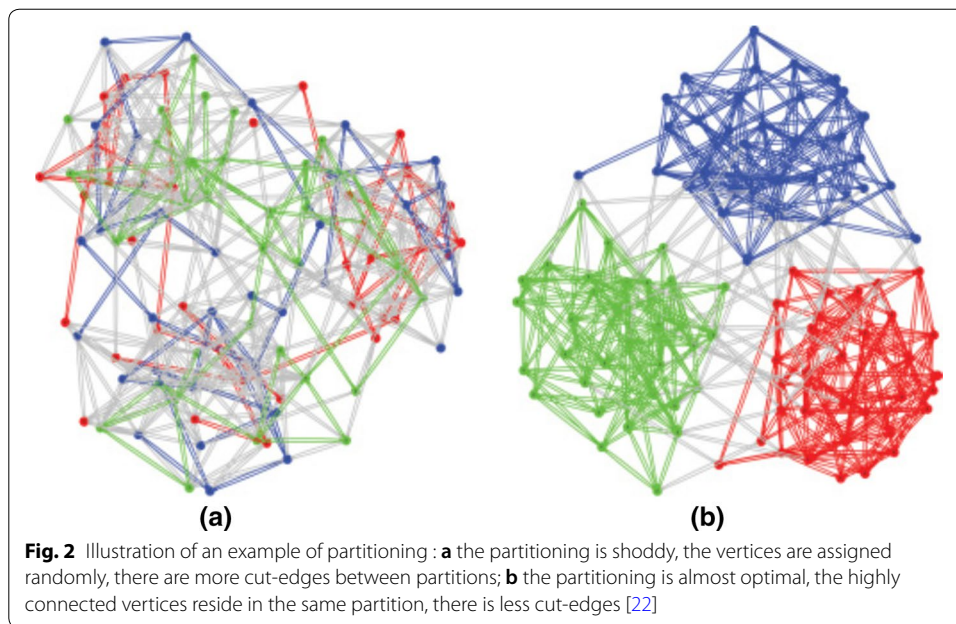 (a)
(b)
Fig. 2 Illustration of an example of partitioning : a the partitioning is shoddy, the vertices are assigned
randomly, there are more cut-edges between partitions; b the partitioning is almost optimal, the highly
connected vertices reside in the same partition, there is less cut-edges [22]